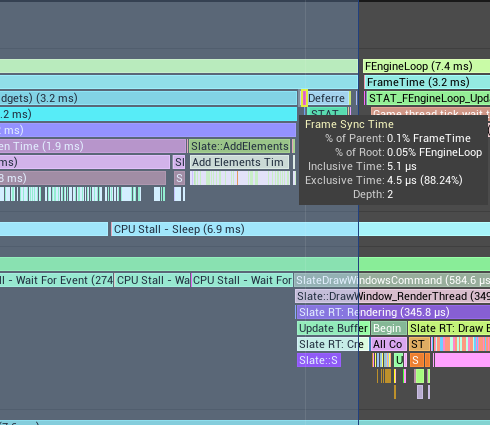 FEngineLoop (7.4 ms)
FrameTime (3.2 ms)
dgets) (3.2 ms)
Deferre
STAT_FEngineLoop_Upda
.2 ms)
STAT
Game thread tick wait t
ms)
Frame Sync Time
% of Parent: 0.1% FrameTime
% of Root: 0.05% FEngineLoop
Inclusive Time: 5.1 µs
Exclusive Time: 4.5 µs (88.24%)
Depth: 2
en Time (1.9 ms)
Slate::AddElements
ms)
Sl
Add Elements Tim
ms)
S
CPU Stall - Sleep (6.9 ms)
ll - Wait For Event (274
CPU Stall - Wa
CPU Stall - Wait For
SlateDrawWindowsCommand (584.6 µs
Slate::DrawWindow_RenderThread (349
Slate RT: Rendering (345.8 µs)
Update Buffer
Begin
Slate RT: Draw B
Slate RT: Cre
All Co
ST
Slate::S
U
S